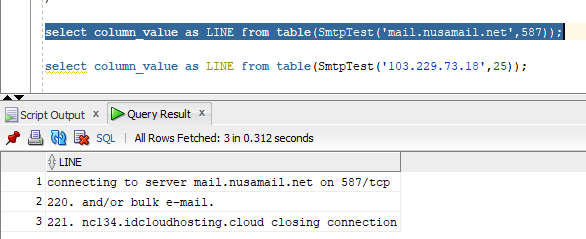 select column_value as LINE from table(SmtpTest('mail.nusamail.net',587));
select column_value as LINE from table(SmtpTest('103.229.73.18',25));
Script Output x Query Result x
SQL | All Rows Fetched: 3 in 0.312 seconds
LINE
1 connecting to server mail.nusamail.net on 587/tcp
2 220. and/or bulk e-mail.
3 221. nc134.idcloudhosting.cloud closing connection